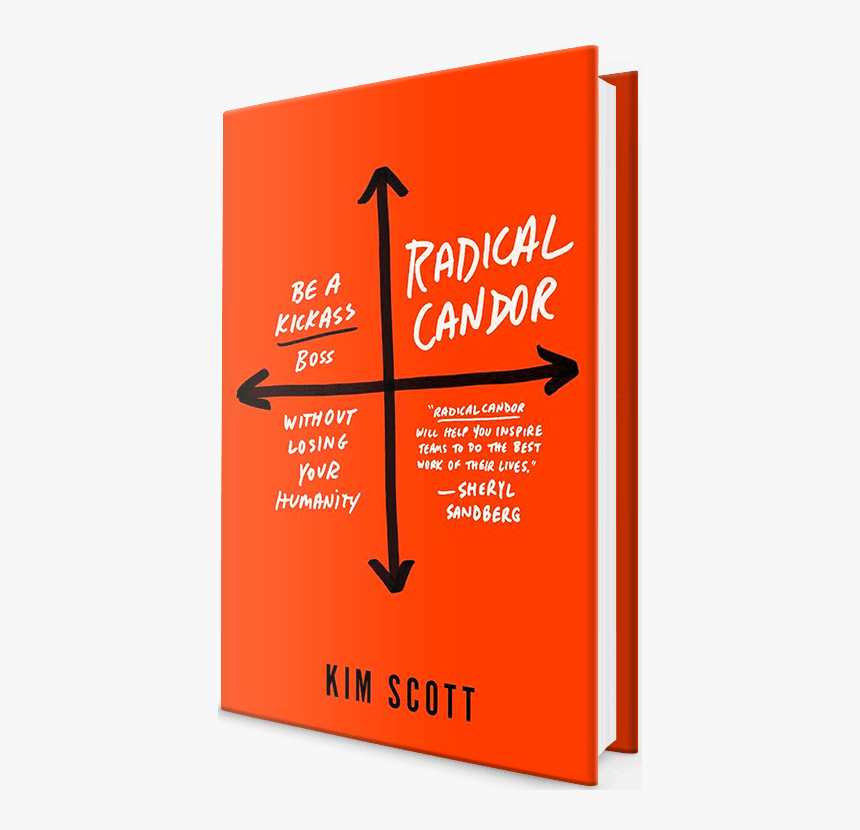 RADICAL
CANDOR
BE A
KICKASS
BOSS
WITHOUT
LOSING
YOUR
HUMANITY
"RADICAL CANDOR
WILL HELP YOU INSPIRE
TEAMS TO DO THE BEST
WORK OF THEIR LIVES."
—SHERYL
SANDBERG
KIM SCOTT